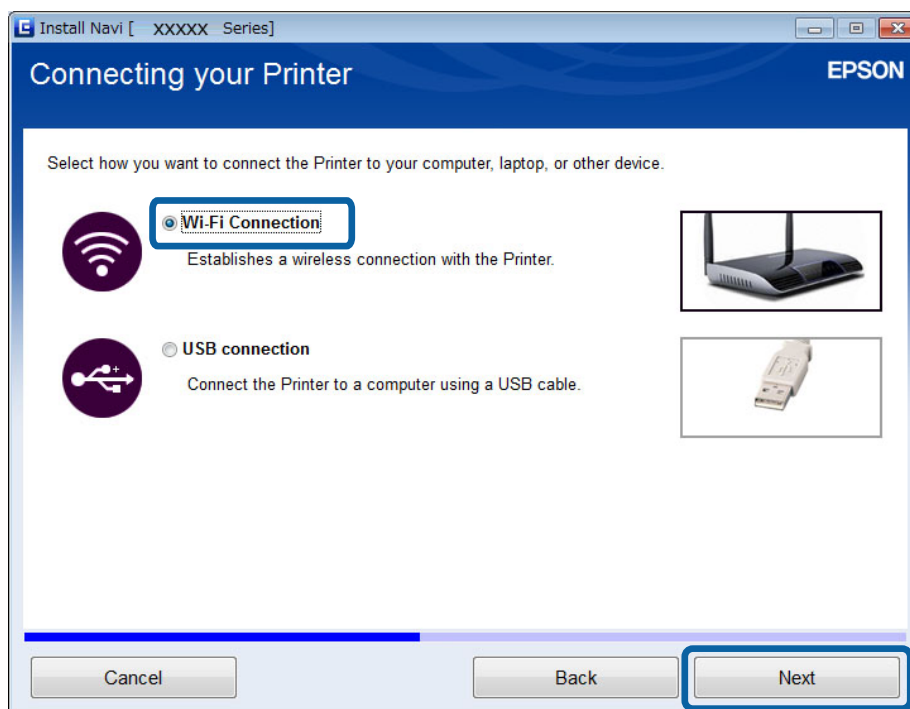 Install Navi [ XXXXX Series]
Connecting your Printer
EPSON
Select how you want to connect the Printer to your computer, laptop, or other device.
Wi-Fi Connection
Establishes a wireless connection with the Printer.
USB connection
Connect the Printer to a computer using a USB cable.
Cancel
Back
Next